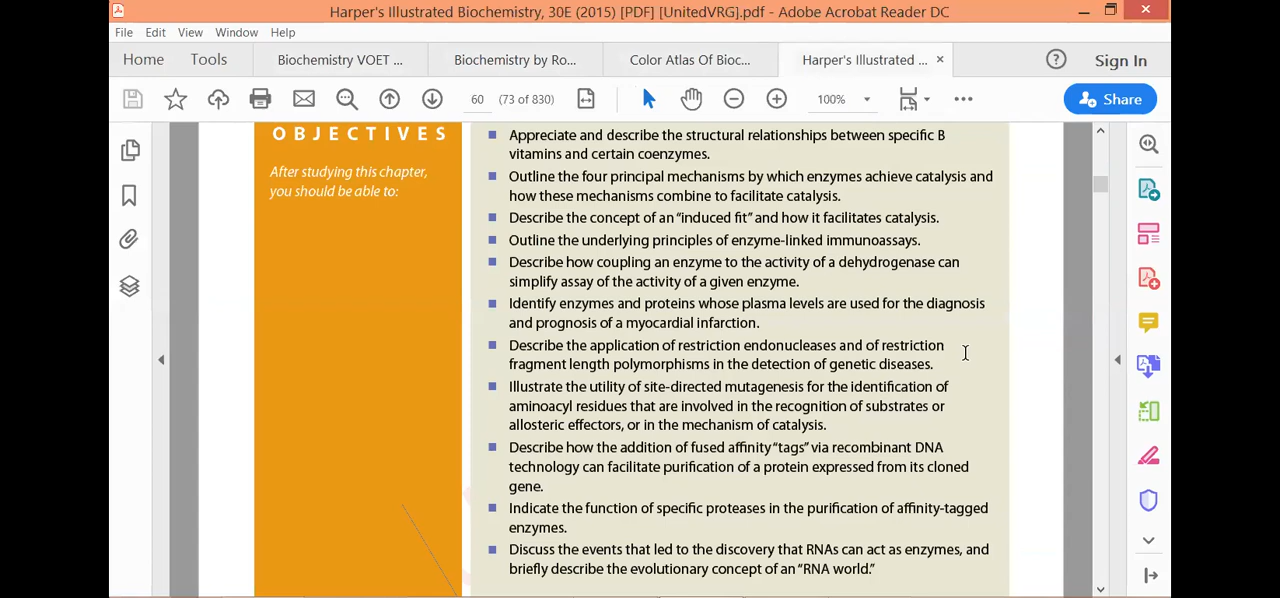 Harper's Illustrated Biochemistry, 30E (2015) [PDF] [UnitedVRG].pdf - Adobe Acrobat Reader DC
File Edit View Window Help
Home Tools Biochemistry VOET ... Biochemistry by Ro... Color Atlas Of Bioc... Harper's Illustrated ... × Sign In
60 (73 of 830) 100% Share
OBJECTIVES
After studying this chapter,
you should be able to:
Appreciate and describe the structural relationships between specific B
vitamins and certain coenzymes.
Outline the four principal mechanisms by which enzymes achieve catalysis and
how these mechanisms combine to facilitate catalysis.
Describe the concept of an “induced fit” and how it facilitates catalysis.
Outline the underlying principles of enzyme-linked immunoassays.
Describe how coupling an enzyme to the activity of a dehydrogenase can
simplify assay of the activity of a given enzyme.
Identify enzymes and proteins whose plasma levels are used for the diagnosis
and prognosis of a myocardial infarction.
Describe the application of restriction endonucleases and of restriction
fragment length polymorphisms in the detection of genetic diseases.
Illustrate the utility of site-directed mutagenesis for the identification of
aminoacyl residues that are involved in the recognition of substrates or
allosteric effectors, or in the mechanism of catalysis.
Describe how the addition of fused affinity “tags” via recombinant DNA
technology can facilitate purification of a protein expressed from its cloned
gene.
Indicate the function of specific proteases in the purification of affinity-tagged
enzymes.
Discuss the events that led to the discovery that RNAs can act as enzymes, and
briefly describe the evolutionary concept of an “RNA world.”